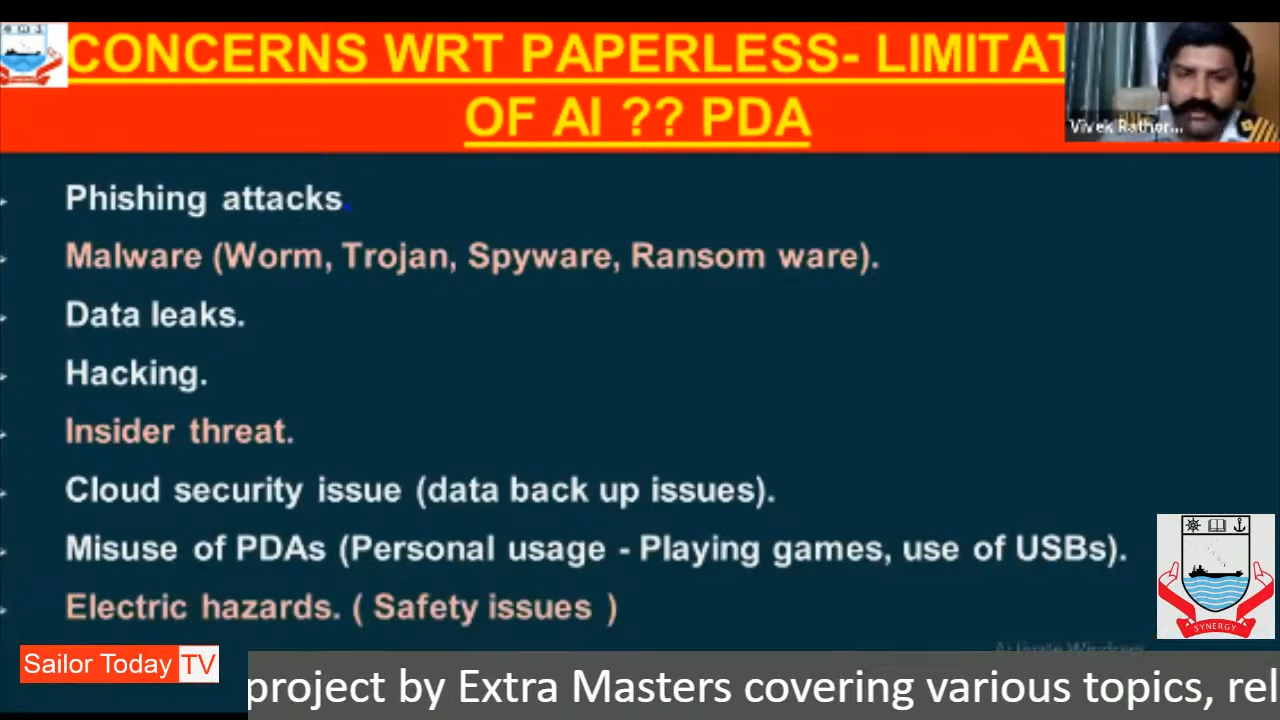 CONCERNS WRT PAPERLESS- LIMITAT
OF AI ?? PDA
Vivek Rathor...
Phishing attacks.
Malware (Worm, Trojan, Spyware, Ransom ware).
Data leaks.
Hacking.
Insider threat.
Cloud security issue (data back up issues).
Misuse of PDAs (Personal usage - Playing games, use of USBs).
Electric hazards. ( Safety issues )
SYNERGY
Activate Windows
Sailor Today TV
project by Extra Masters covering various topics, rel